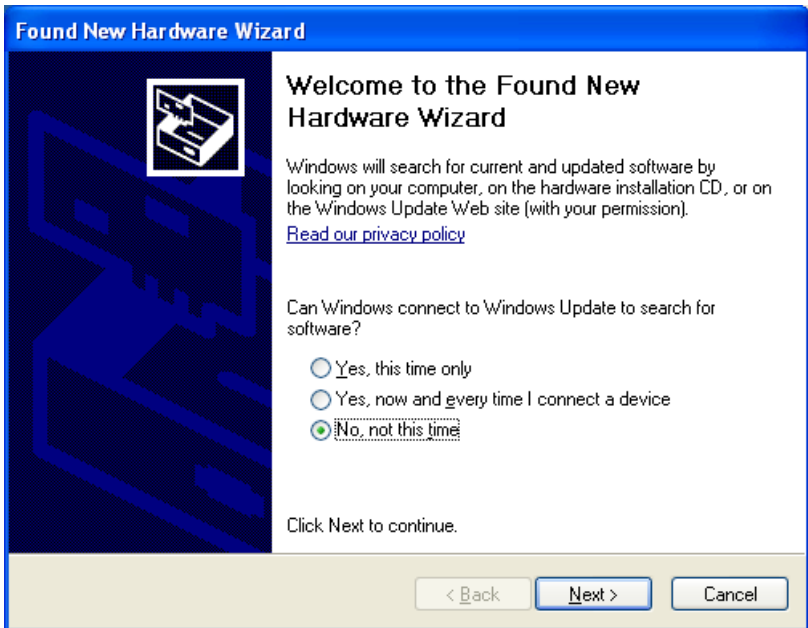 Found New Hardware Wizard
Welcome to the Found New
Hardware Wizard
Windows will search for current and updated software by
looking on your computer, on the hardware installation CD, or on
the Windows Update Web site (with your permission).
Read our privacy policy
Can Windows connect to Windows Update to search for
software?
Yes, this time only
Yes, now and every time I connect a device
No, not this time
Click Next to continue.
< Back
Next >
Cancel